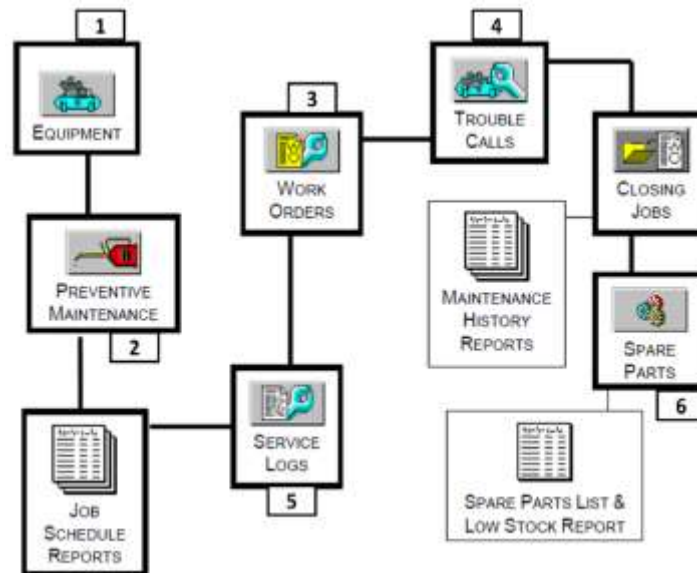 1
EQUIPMENT
PREVENTIVE
MAINTENANCE
2
JOB
SCHEDULE
REPORTS
3
WORK
ORDERS
SERVICE
LOGS
5
4
TROUBLE
CALLS
CLOSING
JOBS
MAINTENANCE
HISTORY
REPORTS
SPARE
PARTS
6
SPARE PARTS LIST &
LOW STOCK REPORT